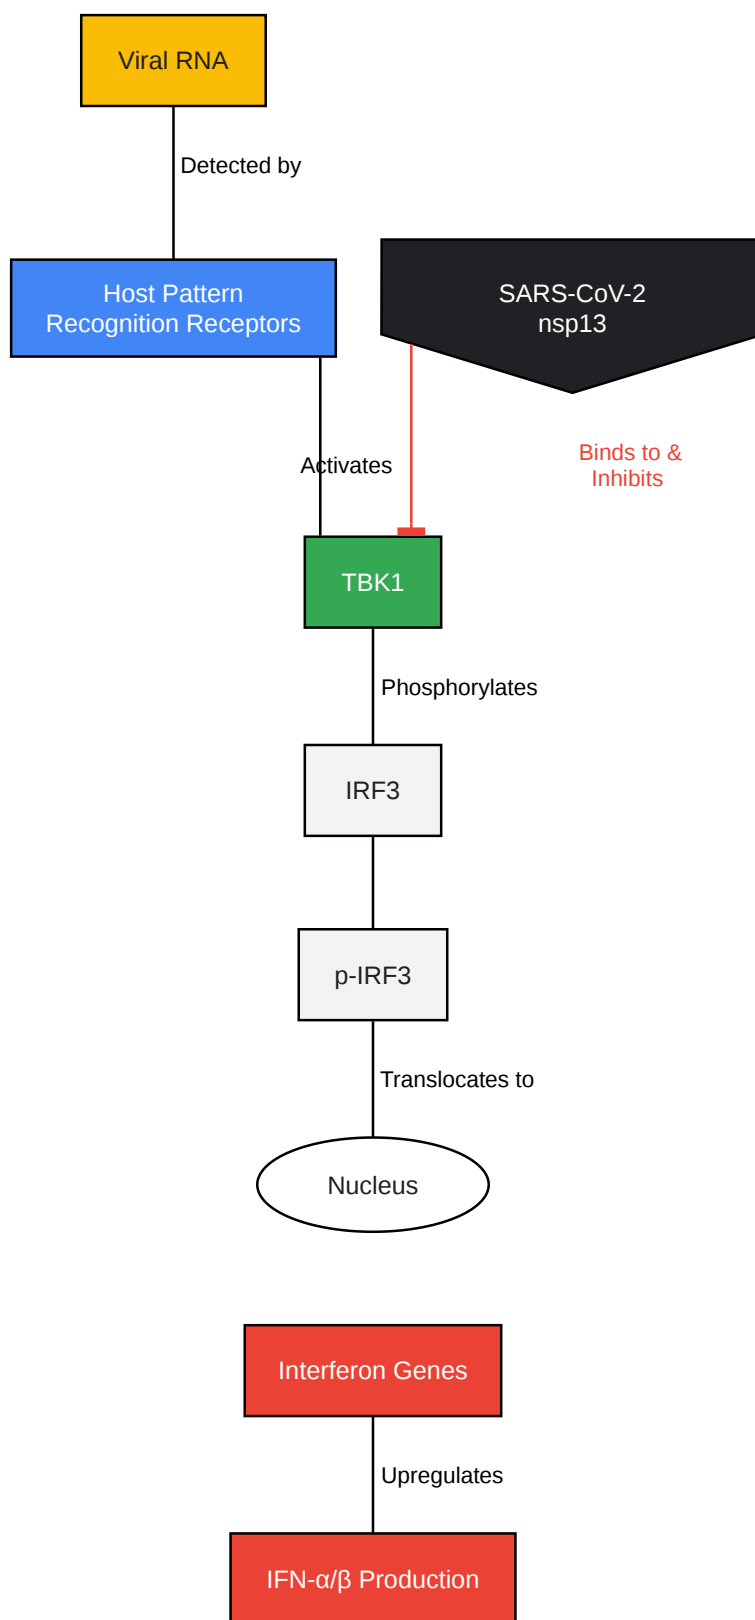 Viral RNA
Detected by
Host Pattern
Recognition Receptors
SARS-CoV-2
nsp13
Activates
Binds to &
Inhibits
TBK1
Phosphorylates
IRF3
p-IRF3
Translocates to
Nucleus
Interferon Genes
Upregulates
IFN-α/β Production